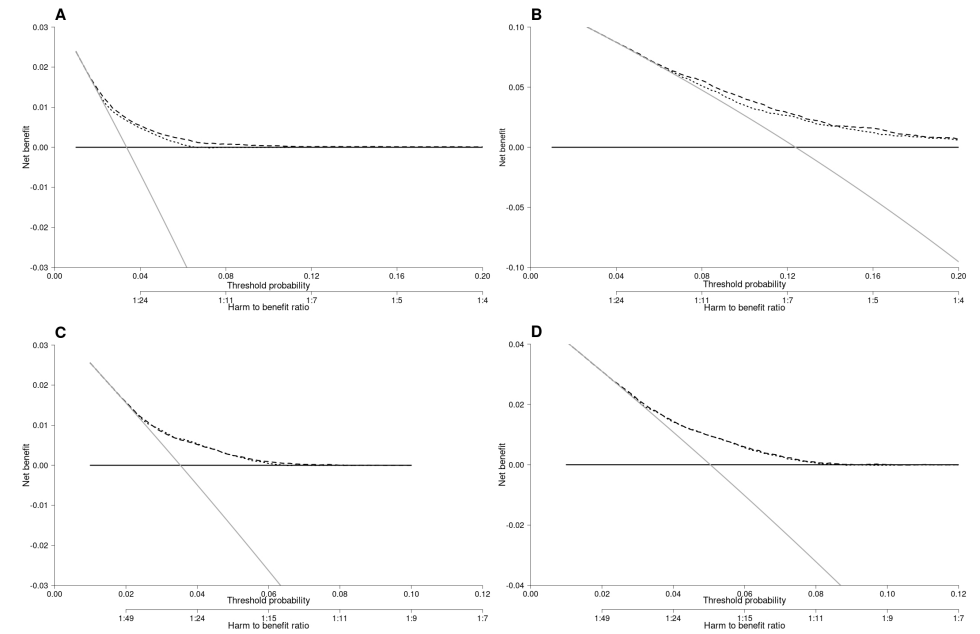 A
0.03
0.02
0.01
0.00
-0.01
-0.02
-0.03
Net benefit
0.00 0.04 0.08 0.12 0.16 0.20
Threshold probability
1:24 1:11 1:7 1:5 1:4
Harm to benefit ratio
B
0.10
0.05
0.00
-0.05
-0.10
Net benefit
0.00 0.04 0.08 0.12 0.16 0.20
Threshold probability
1:24 1:11 1:7 1:5 1:4
Harm to benefit ratio
C
0.03
0.02
0.01
0.00
-0.01
-0.02
-0.03
Net benefit
0.00 0.02 0.04 0.06 0.08 0.10 0.12
Threshold probability
1:49 1:24 1:15 1:11 1:9 1:7
Harm to benefit ratio
D
0.04
0.02
0.00
-0.02
-0.04
Net benefit
0.00 0.02 0.04 0.06 0.08 0.10 0.12
Threshold probability
1:49 1:24 1:15 1:11 1:9 1:7
Harm to benefit ratio